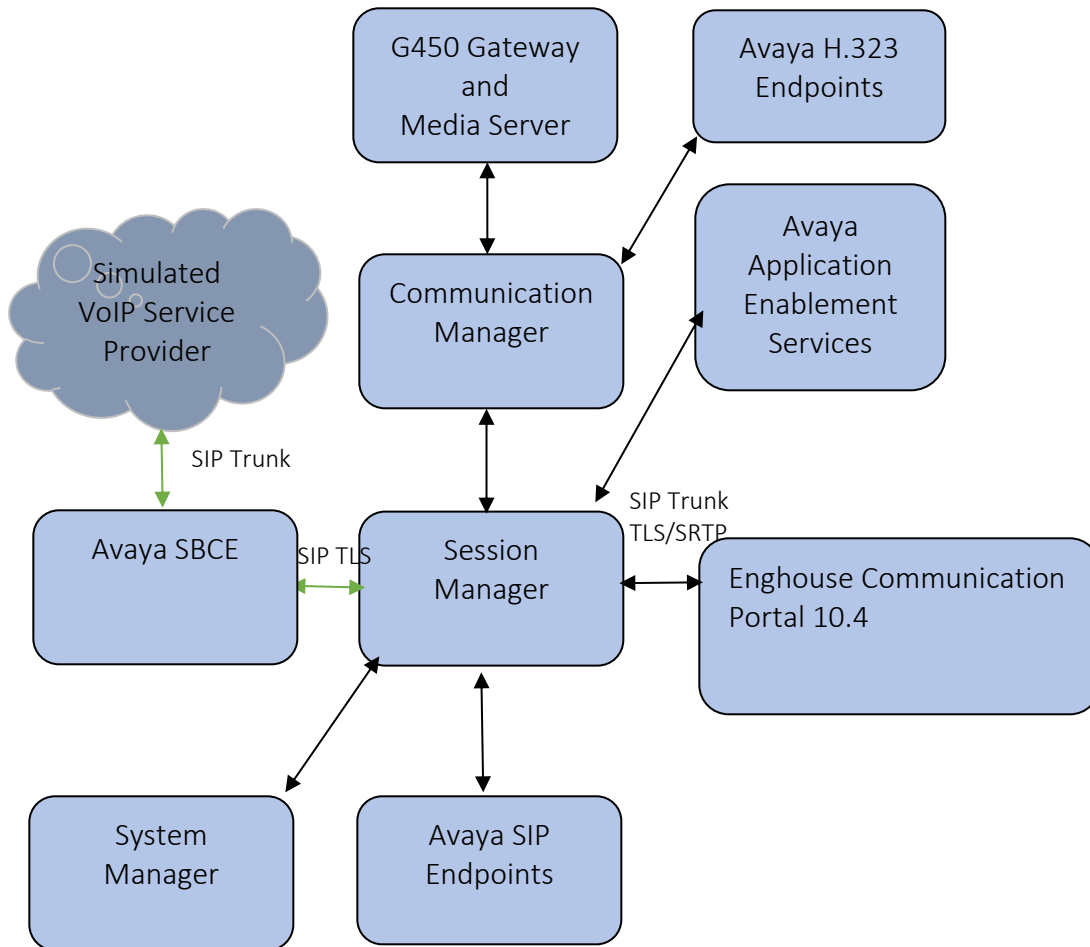 G450 Gateway
and
Media Server
Avaya H.323
Endpoints
Avaya
Application
Enablement
Services
Simulated
VoIP Service
Provider
Communication
Manager
SIP Trunk
SIP Trunk
TLS/SRTP
Avaya SBCE
SIP TLS
Session
Manager
Enghouse Communication
Portal 10.4
System
Manager
Avaya SIP
Endpoints